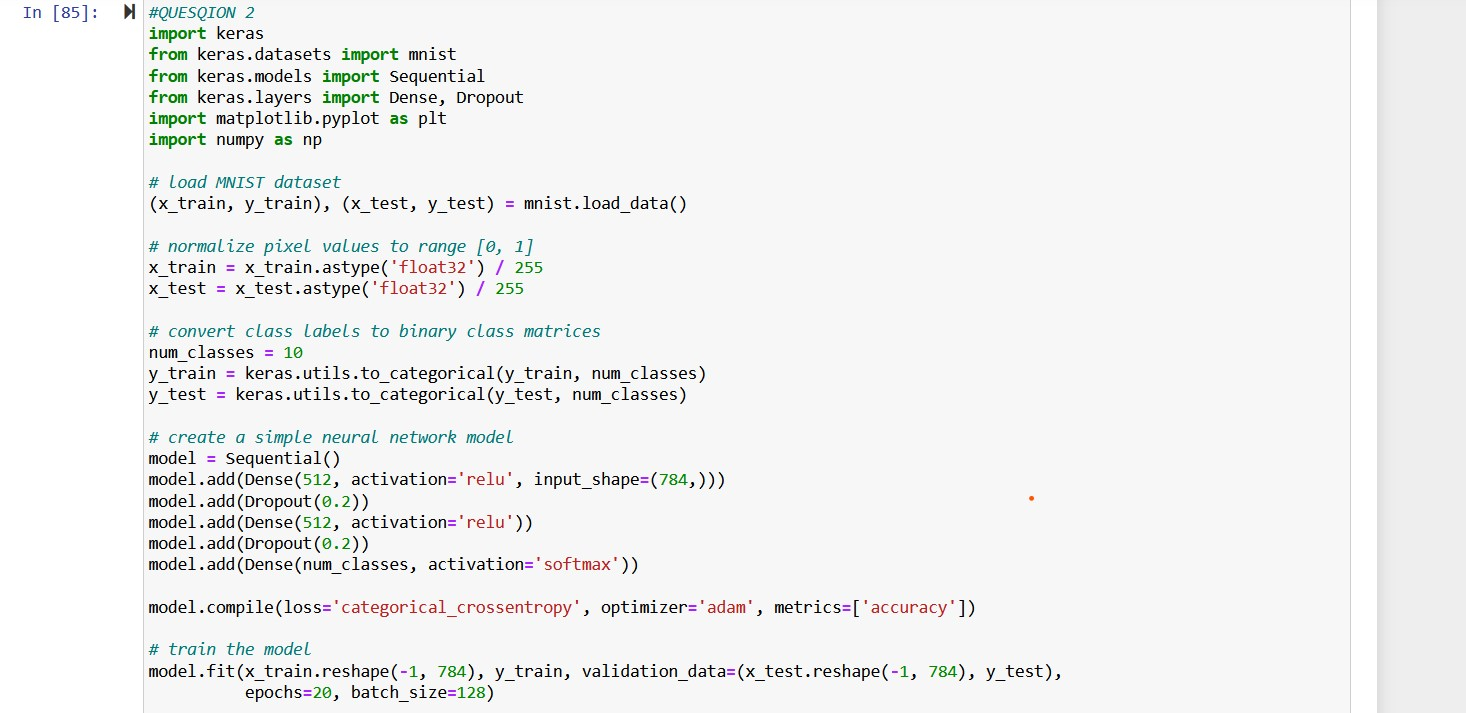 In [85]:
#QUESQION 2
import keras
from keras.datasets import mnist
from keras.models import Sequential
from keras.layers import Dense, Dropout
import matplotlib.pyplot as plt
import numpy as np
# load MNIST dataset
(x_train, y_train), (x_test, y_test) = mnist.load_data()
# normalize pixel values to range [0, 1]
x_train = x_train.astype('float32') / 255
x_test = x_test.astype('float32') / 255
# convert class labels to binary class matrices
num_classes = 10
y_train = keras.utils.to_categorical(y_train, num_classes)
y_test = keras.utils.to_categorical(y_test, num_classes)
# create a simple neural network model
model = Sequential()
model.add(Dense(512, activation='relu', input_shape=(784,)))
model.add(Dropout(0.2))
model.add(Dense(512, activation='relu'))
model.add(Dropout(0.2))
model.add(Dense(num_classes, activation='softmax'))
model.compile(loss='categorical_crossentropy', optimizer='adam', metrics=['accuracy'])
# train the model
model.fit(x_train.reshape(-1, 784), y_train, validation_data=(x_test.reshape(-1, 784), y_test),
epochs=20, batch_size=128)